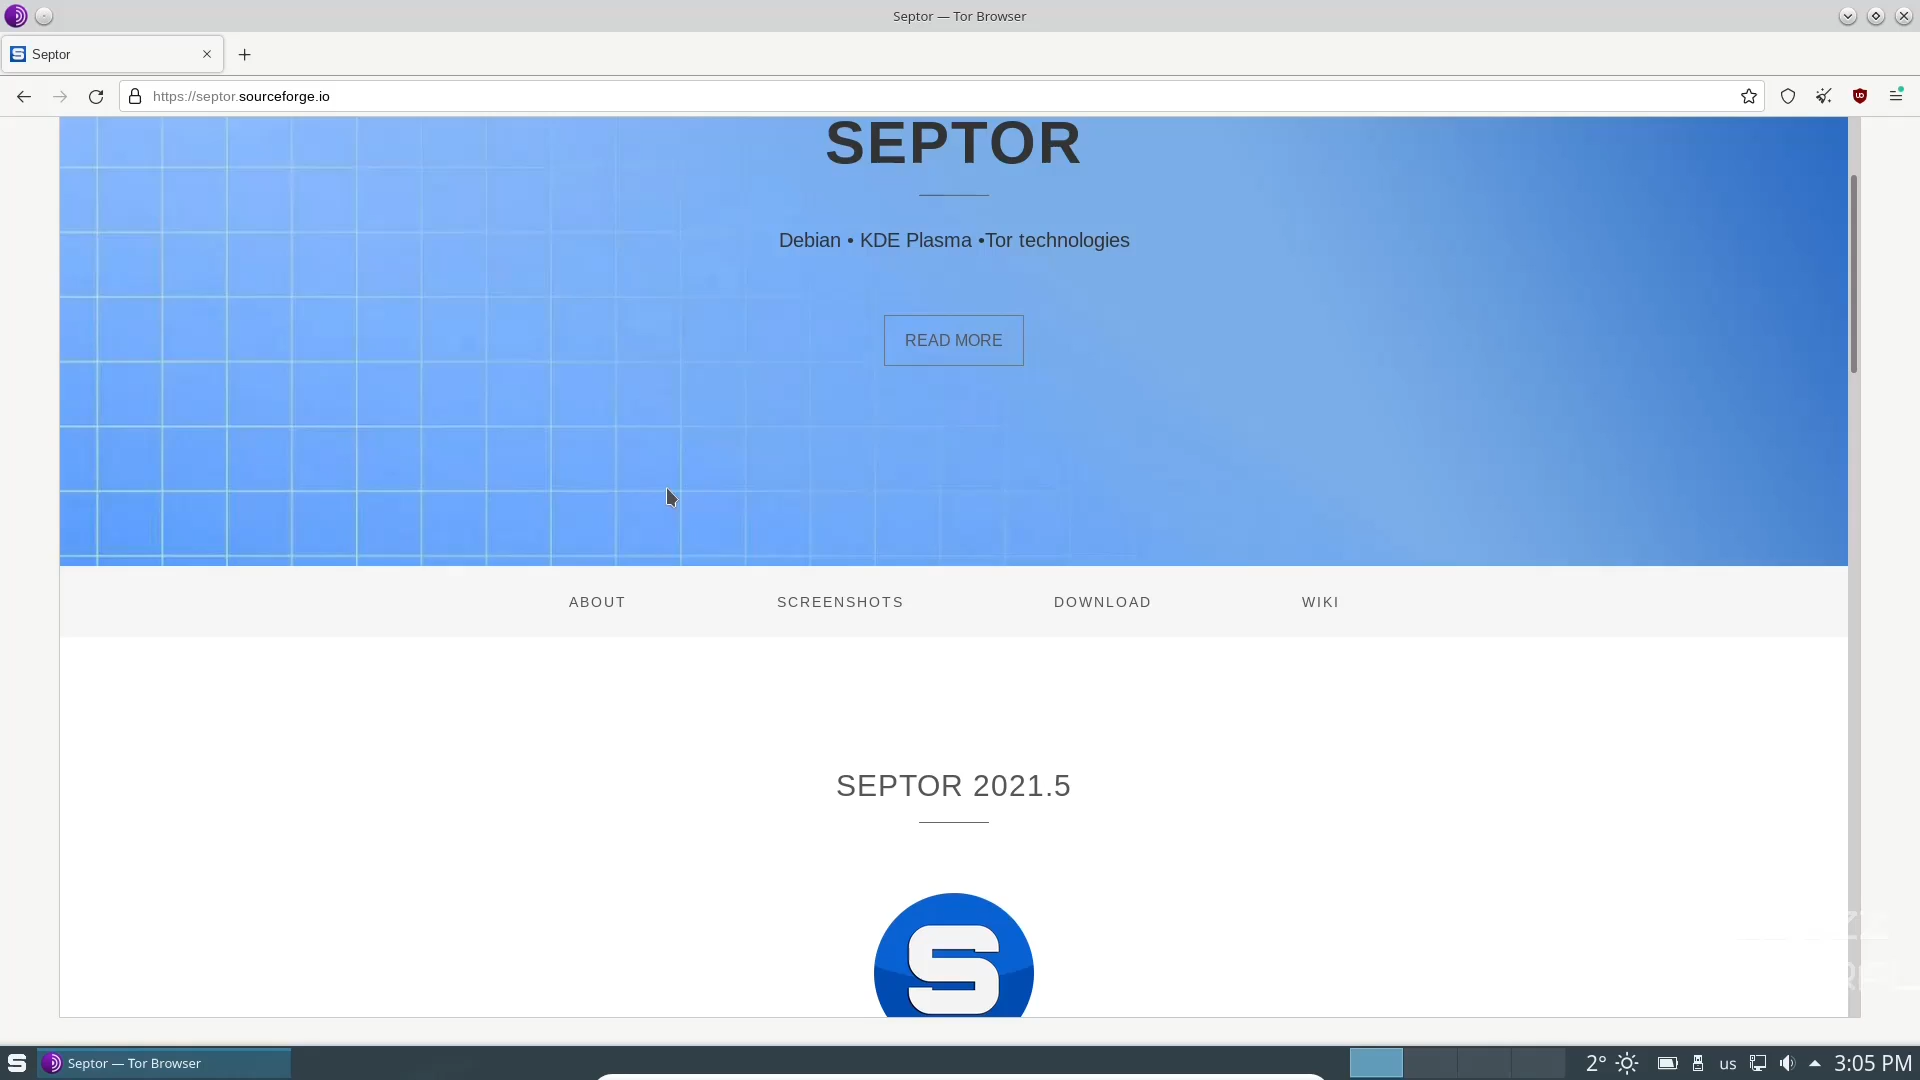 Septor — Tor Browser
Septor
https://septor.sourceforge.io
SEPTOR
Debian • KDE Plasma •Tor technologies
READ MORE
ABOUT SCREENSHOTS DOWNLOAD WIKI
SEPTOR 2021.5
S
Septor — Tor Browser
2° us 3:05 PM